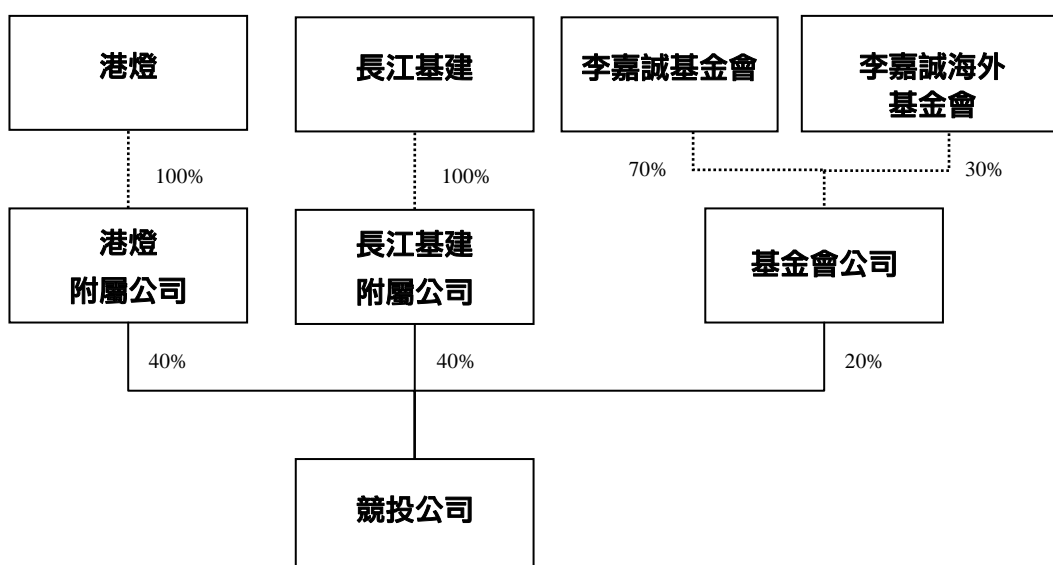 港燈
長江基建
李嘉誠基金會
李嘉誠海外
基金會
100%
100%
70%
30%
港燈
附屬公司
長江基建
附屬公司
基金會公司
40%
40%
20%
競投公司